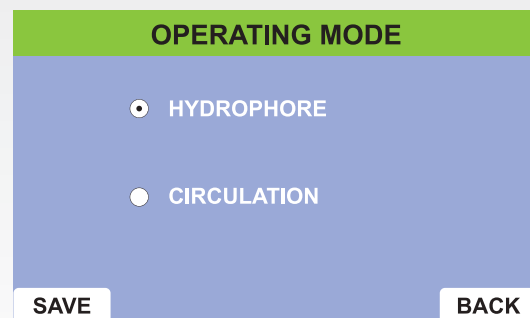 OPERATING MODE
HYDROPHORE
CIRCULATION
SAVE
BACK